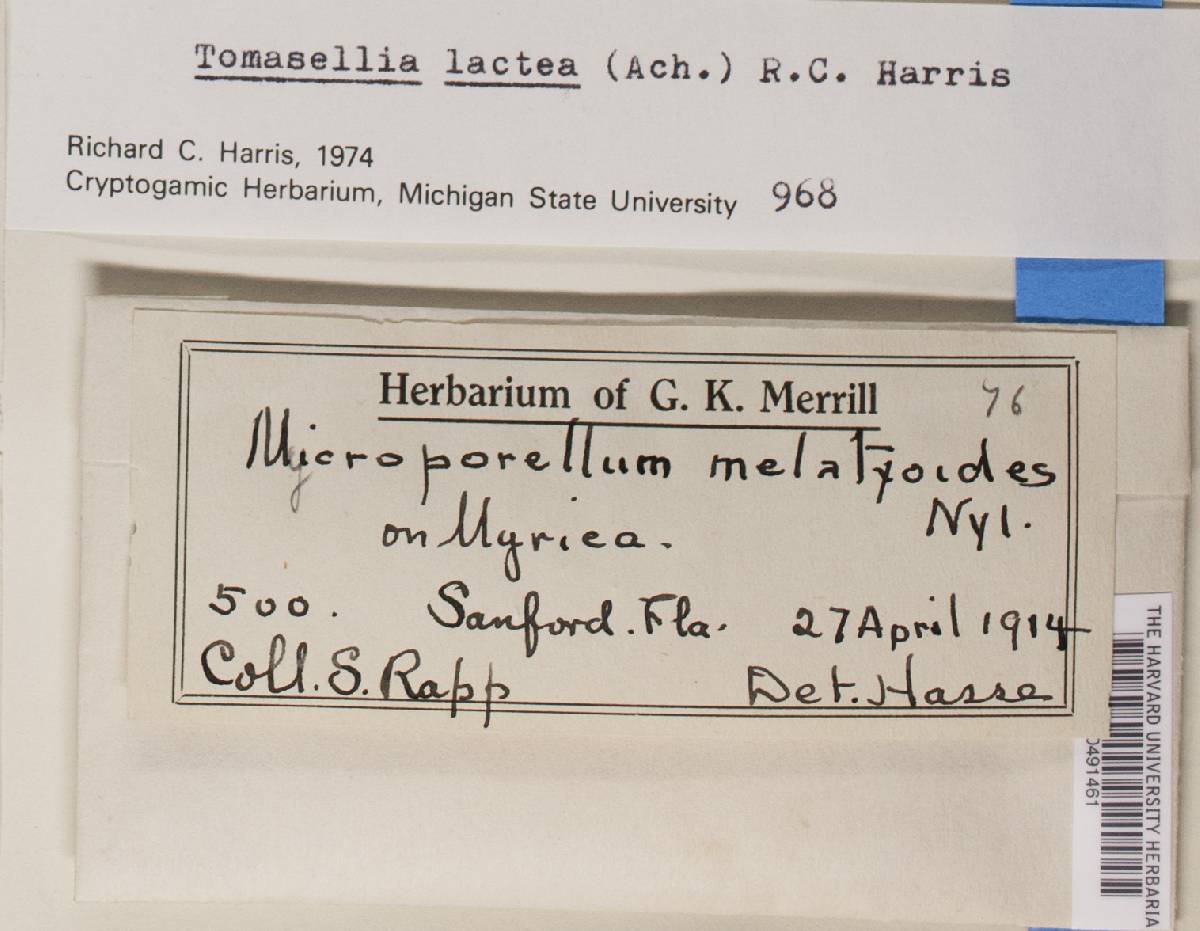 Tomasellia lactea (Ach.) R.C. Harris
Richard C. Harris, 1974
Cryptogamic Herbarium, Michigan State University 968
Herbarium of G. K. Merrill 76
Microporellum
Nyl.
on Myrica.
500. Sanford. Fla. 27 April 1914
Coll. S. Rapp Det. Hasse
THE HARVARD UNIVERSITY HERBARIA
0491461